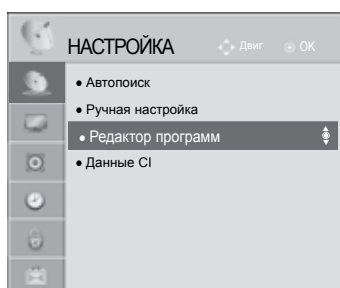 НАСТРОЙКА Двиг OK
• Автопоиск
• Ручная настройка
• Редактор программ
• Данные CI